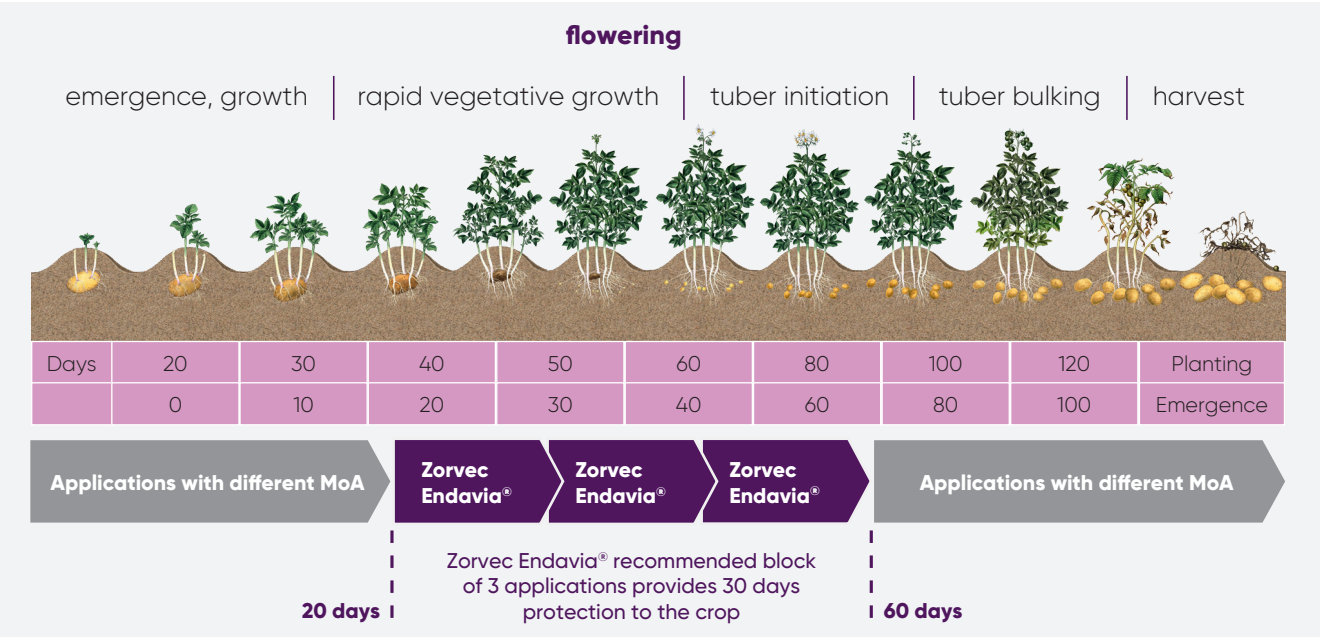 flowering
emergence, growth
rapid vegetative growth
tuber initiation
tuber bulking
harvest
Days 20 30 40 50 60 80 100 120 Planting
0 10 20 30 40 60 80 100 Emergence
Applications with different MoA
Zorvec
Endavia®
Zorvec
Endavia®
Zorvec
Endavia®
Applications with different MoA
Zorvec Endavia® recommended block
of 3 applications provides 30 days
protection to the crop
20 days
60 days